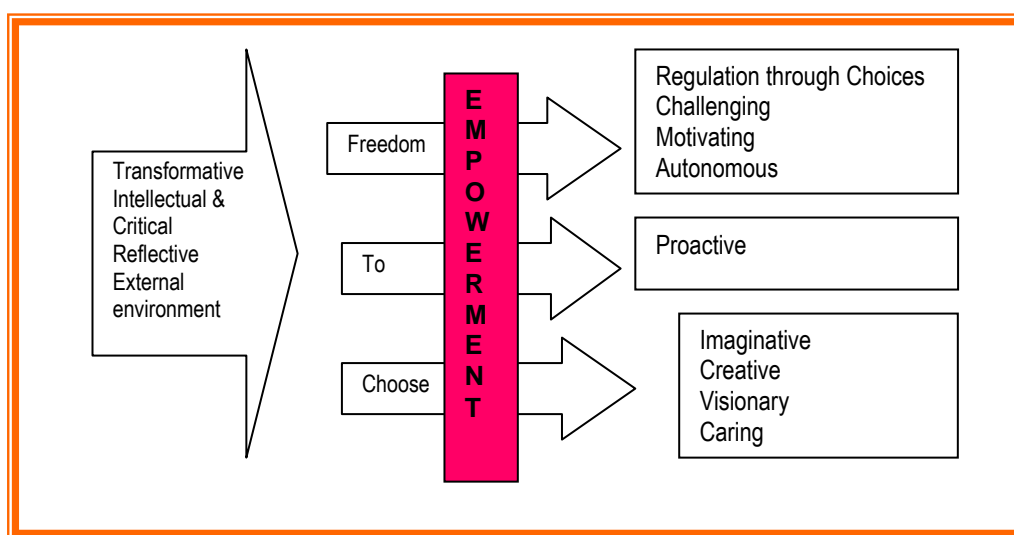 Transformative
Intellectual &
Critical
Reflective
External
environment
Freedom
To
Choose
EMPOWERMENT
Regulation through Choices
Challenging
Motivating
Autonomous
Proactive
Imaginative
Creative
Visionary
Caring